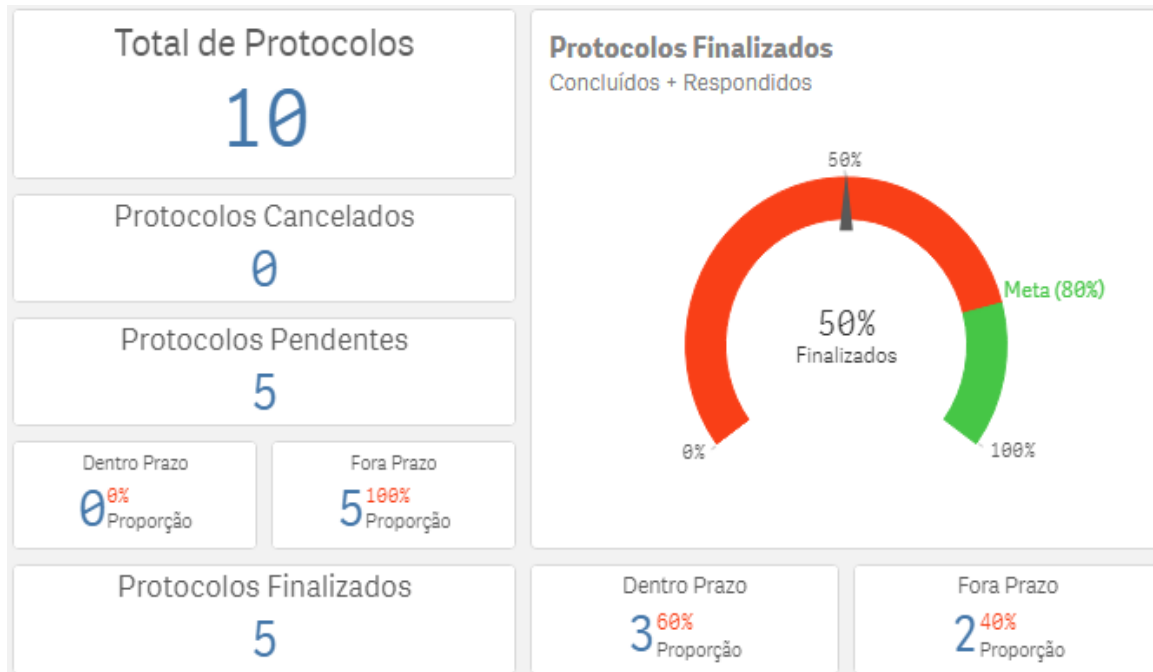 Total de Protocolos
10
Protocolos Cancelados
0
Protocolos Pendentes
5
Dentro Prazo
0 0%
Proporção
Fora Prazo
5 100%
Proporção
Protocolos Finalizados
Concluídos + Respondidos
50%
Meta (80%)
50%
Finalizados
0%
100%
Protocolos Finalizados
5
Dentro Prazo
3 60%
Proporção
Fora Prazo
2 40%
Proporção